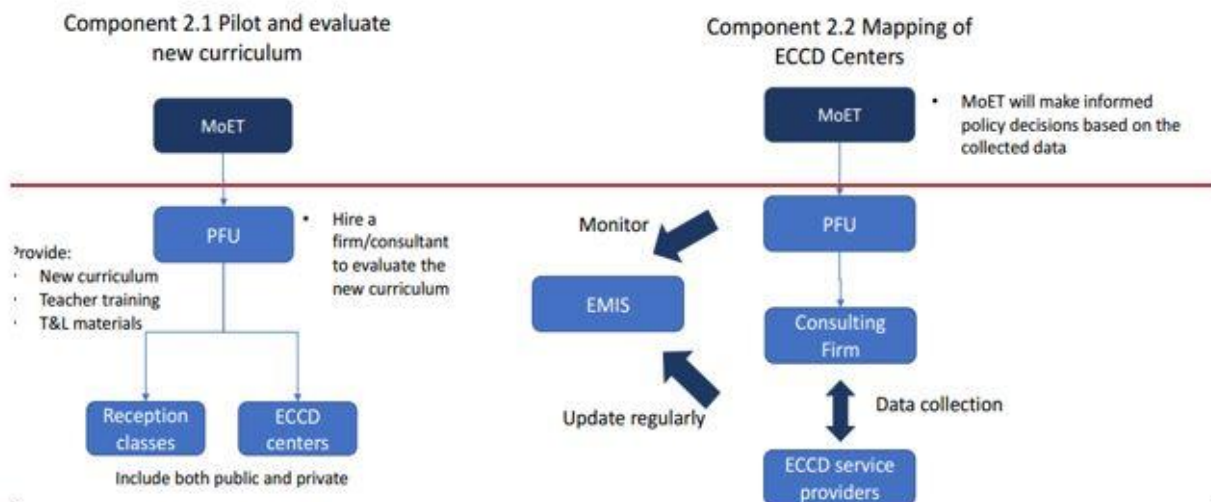 Component 2.1 Pilot and evaluate
new curriculum
MoET
PFU
• Hire a
firm/consultant
to evaluate the
new curriculum
Provide:
· New curriculum
· Teacher training
· T&L materials
Reception
classes
ECCD
centers
Include both public and private
Component 2.2 Mapping of
ECCD Centers
MoET
• MoET will make informed
policy decisions based on the
collected data
PFU
Monitor
EMIS
Consulting
Firm
Update regularly
Data collection
ECCD service
providers